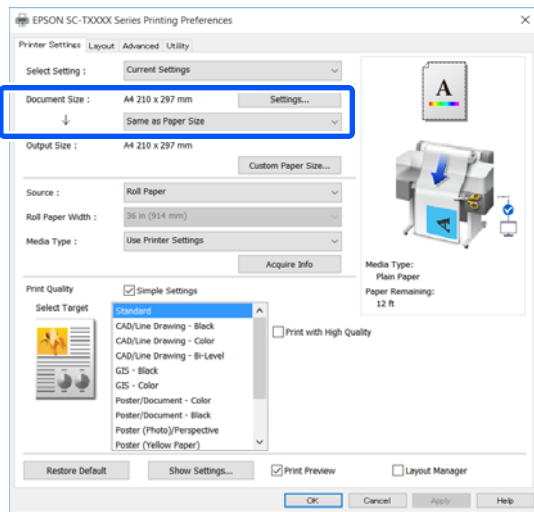 EPSON SC-TXXXX Series Printing Preferences
Printer Settings Layout Advanced Utility
Select Setting : Current Settings
Document Size : A4 210 x 297 mm Settings...
↓ Same as Paper Size
Output Size : A4 210 x 297 mm
Custom Paper Size...
Source : Roll Paper
Roll Paper Width : 36 in (914 mm)
Media Type : Use Printer Settings
Acquire Info
A
A
Media Type:
Plain Paper
Paper Remaining:
12 ft
Print Quality Simple Settings
Select Target
Standard
CAD/Line Drawing - Black
CAD/Line Drawing - Color
CAD/Line Drawing - Bi-Level
GIS - Black
GIS - Color
Poster/Document - Color
Poster/Document - Black
Poster (Photo)/Perspective
Poster (Yellow Paper)
Print with High Quality
Restore Default Show Settings... Print Preview Layout Manager
OK Cancel Apply Help